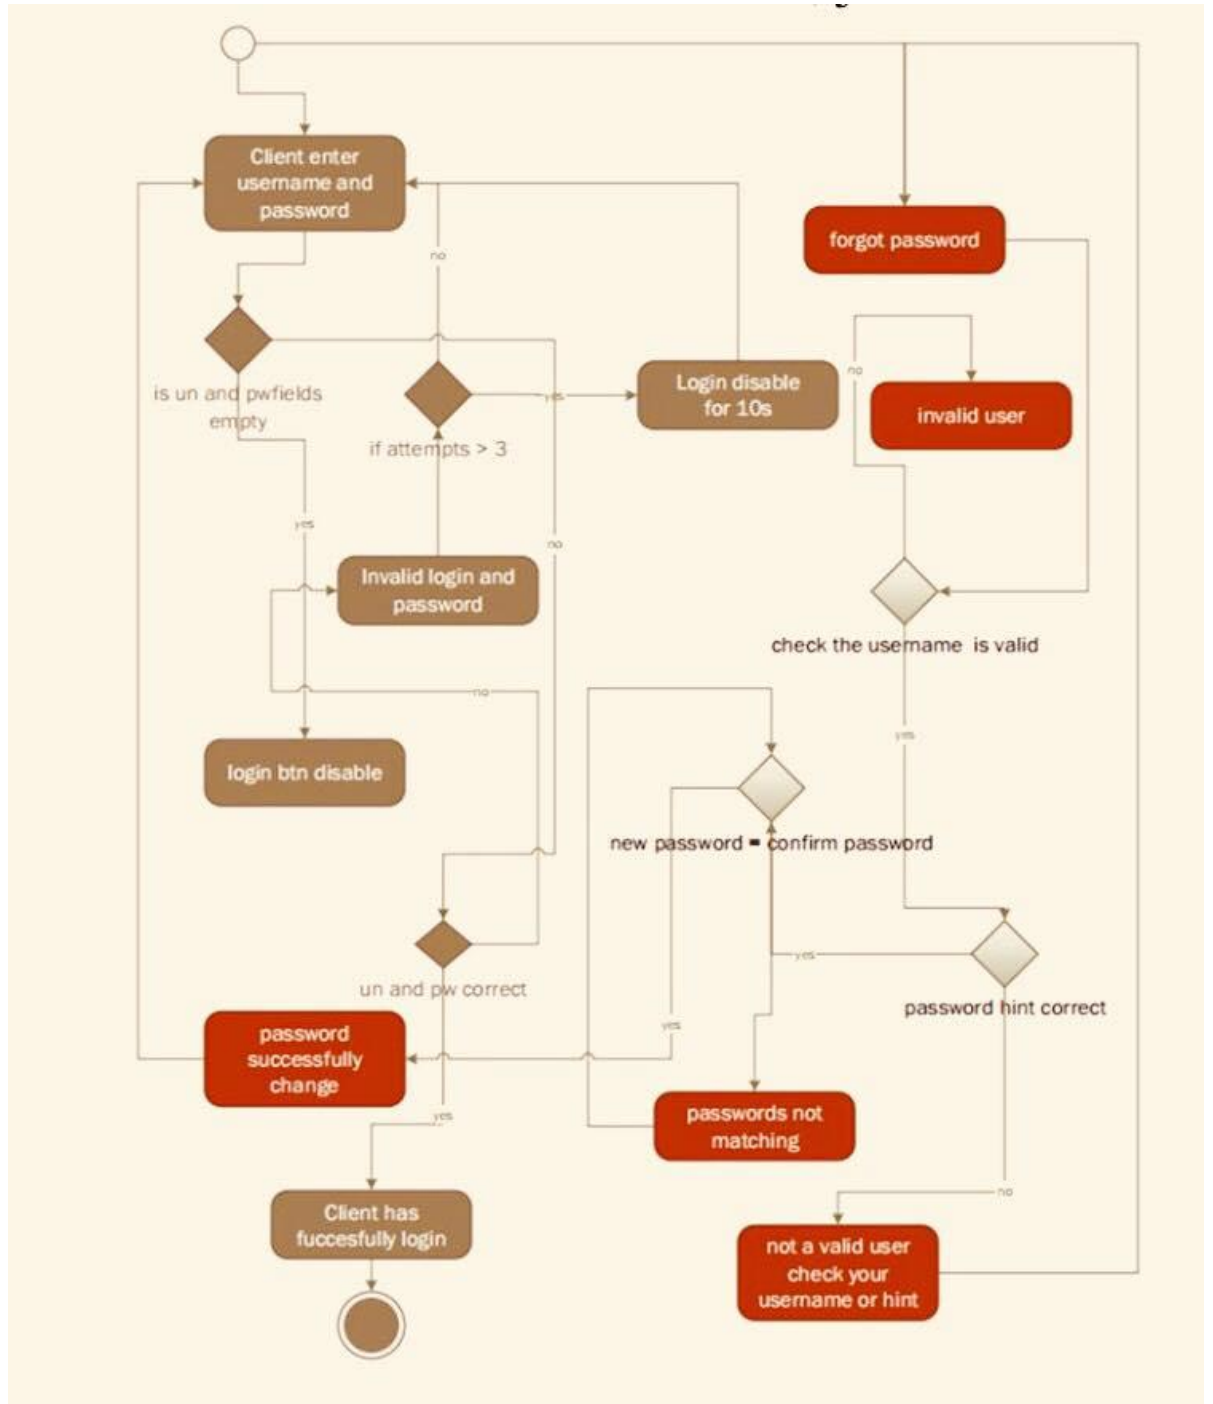 Client enter
username and
password
no
forgot password
is un and pwfields
empty
yes
Login disable
for 10s
no
invalid user
if attempts > 3
yes
no
Invalid login and
password
check the username is valid
no
yes
login btn disable
new password = confirm password
yes
un and pw correct
password hint correct
password
successfully
change
yes
yes
passwords not
matching
no
Client has
fuccesfully login
not a valid user
check your
username or hint